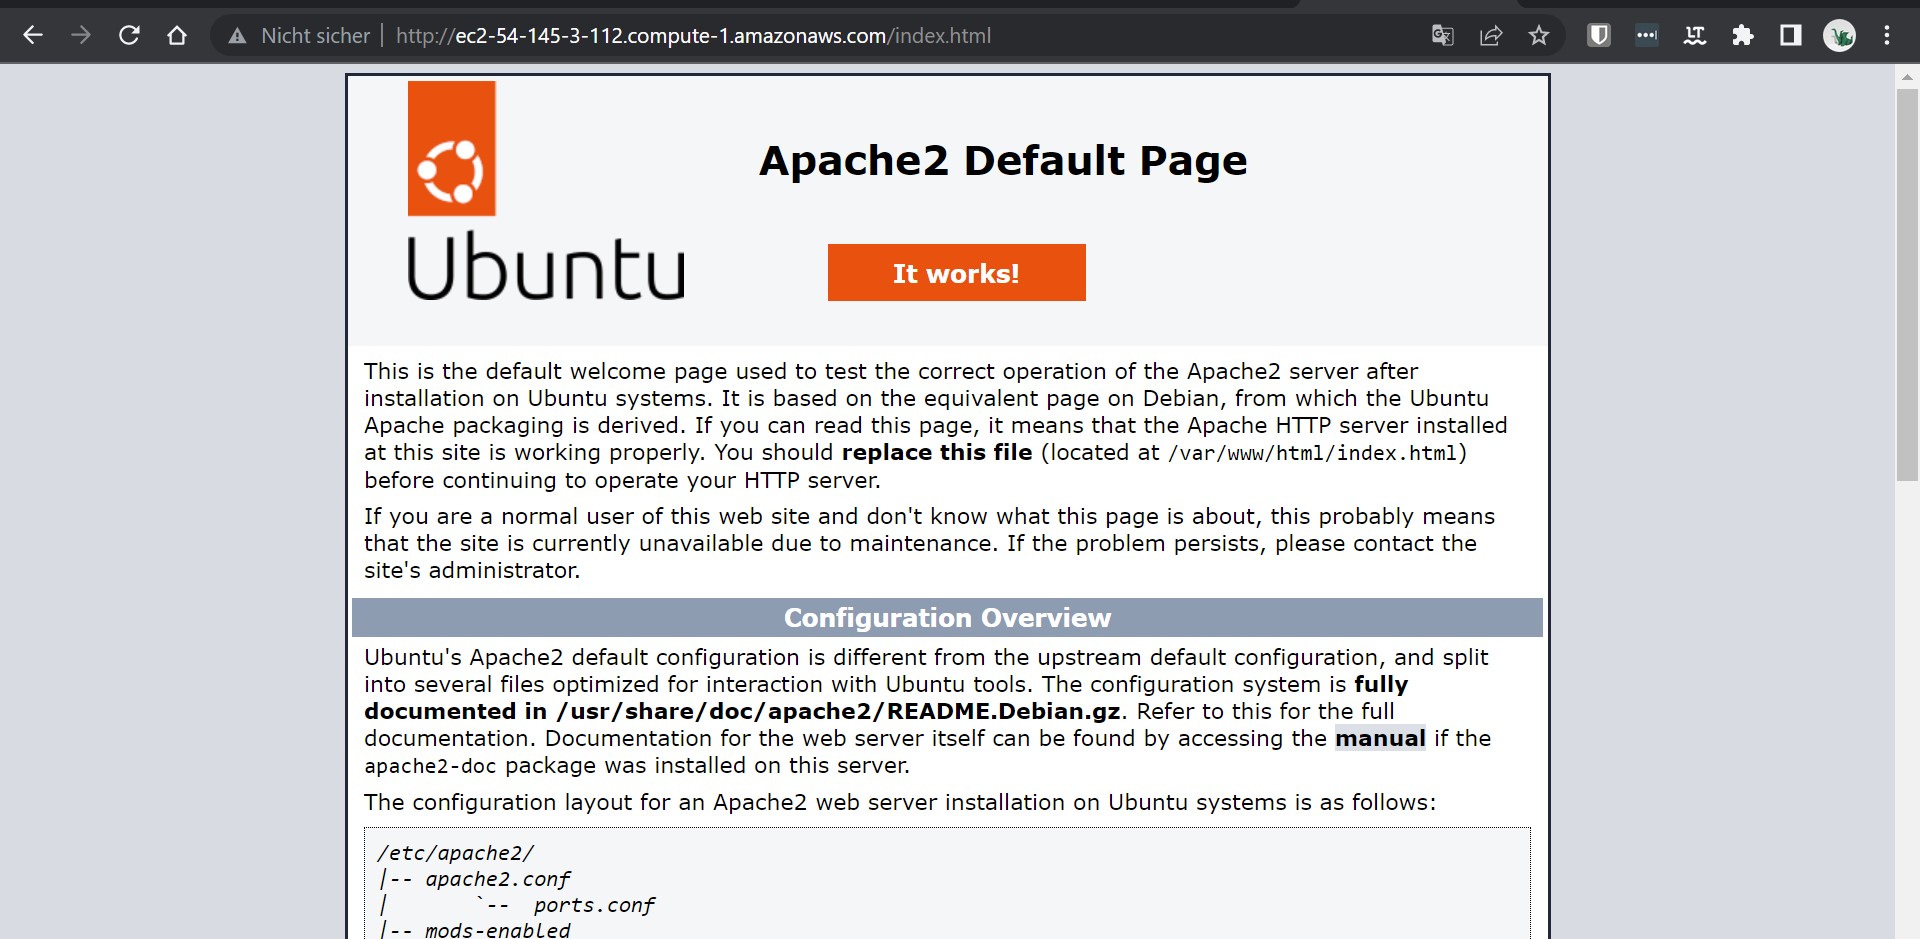 Nicht sicher
http://ec2-54-145-3-112.compute-1.amazonaws.com/index.html
Apache2 Default Page
Ubuntu
It works!
This is the default welcome page used to test the correct operation of the Apache2 server after
installation on Ubuntu systems. It is based on the equivalent page on Debian, from which the Ubuntu
Apache packaging is derived. If you can read this page, it means that the Apache HTTP server installed
at this site is working properly. You should replace this file (located at /var/www/html/index.html)
before continuing to operate your HTTP server.
If you are a normal user of this web site and don't know what this page is about, this probably means
that the site is currently unavailable due to maintenance. If the problem persists, please contact the
site's administrator.
Configuration Overview
Ubuntu's Apache2 default configuration is different from the upstream default configuration, and split
into several files optimized for interaction with Ubuntu tools. The configuration system is fully
documented in /usr/share/doc/apache2/README.Debian.gz. Refer to this for the full
documentation. Documentation for the web server itself can be found by accessing the manual if the
apache2-doc package was installed on this server.
The configuration layout for an Apache2 web server installation on Ubuntu systems is as follows:
/etc/apache2/
|-- apache2.conf
|       `--  ports.conf
|-- mods-enabled